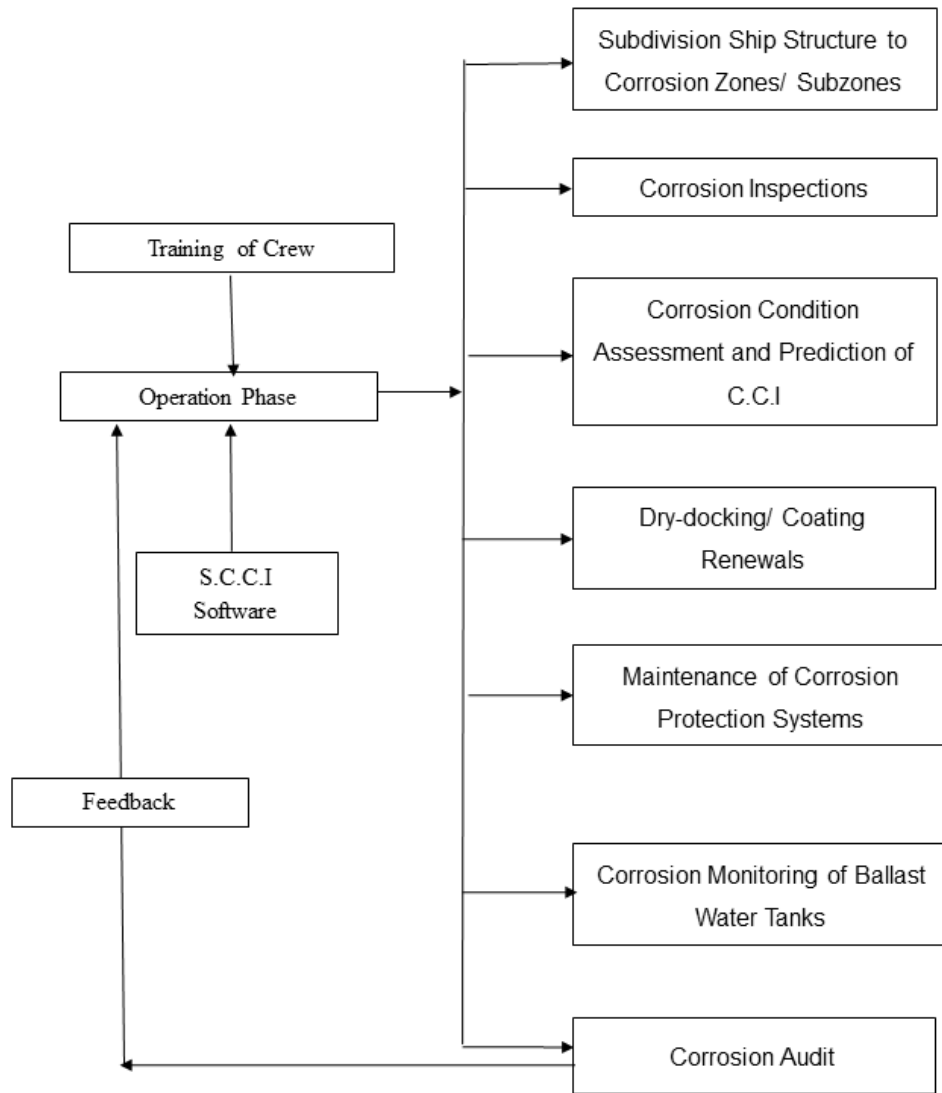 Subdivision Ship Structure to
Corrosion Zones/ Subzones
Corrosion Inspections
Training of Crew
Corrosion Condition
Assessment and Prediction of
C.C.I
Operation Phase
Dry-docking/ Coating
Renewals
S.C.C.I
Software
Maintenance of Corrosion
Protection Systems
Feedback
Corrosion Monitoring of Ballast
Water Tanks
Corrosion Audit